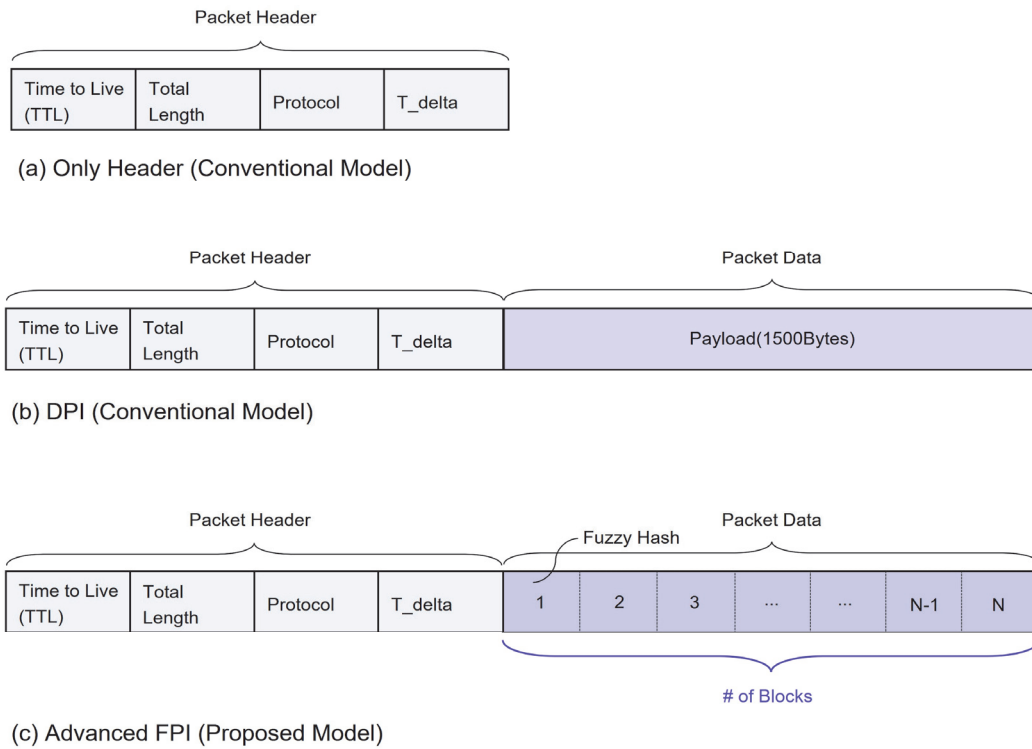 Packet Header
Time to Live
(TTL)
Total
Length
Protocol
T_delta
(a) Only Header (Conventional Model)
Packet Header
Packet Data
Time to Live
(TTL)
Total
Length
Protocol
T_delta
Payload(1500Bytes)
(b) DPI (Conventional Model)
Packet Header
Packet Data
Fuzzy Hash
Time to Live
(TTL)
Total
Length
Protocol
T_delta
1
2
3
...
...
N-1
N
# of Blocks
(c) Advanced FPI (Proposed Model)